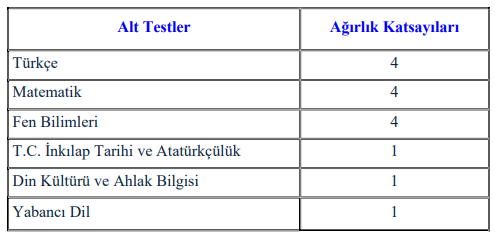 Alt Testler Ağırlık Katsayıları
Türkçe 4
Matematik 4
Fen Bilimleri 4
T.C. İnkılap Tarihi ve Atatürkçülük 1
Din Kültürü ve Ahlak Bilgisi 1
Yabancı Dil 1